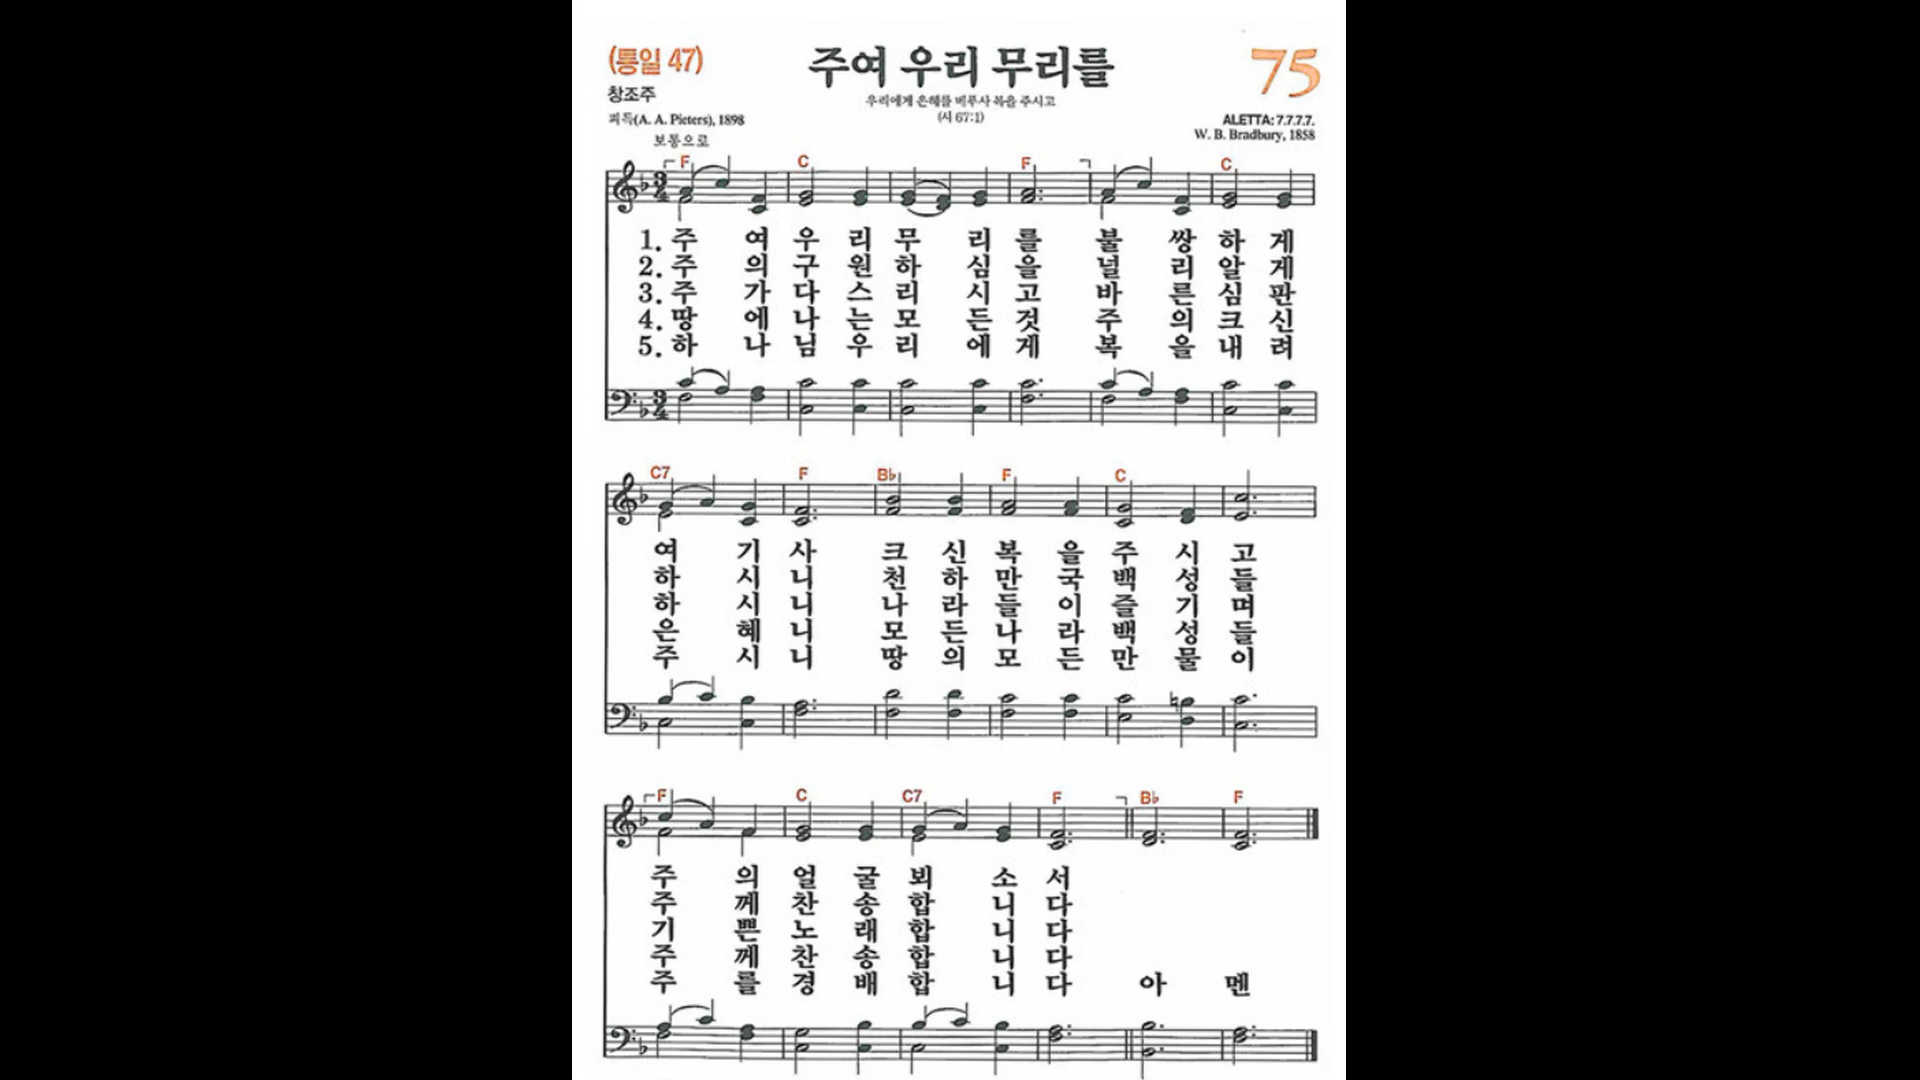 (통일 47)
주여 우리 무리를
75
창조주
우리에게 은혜를 베푸사 복을 주시고
(시 67:1)
피득(A. A. Pieters), 1898
ALETTA: 7.7.7.7.
W. B. Bradbury, 1858
보통으로
F C F C
3 4
1. 주 여 우 리 무 리 를 불 쌍 하 게
2. 주 의 구 원 하 심 을 널 리 알 게
3. 주 가 다 스 리 시 고 바 른 심 판
4. 땅 에 나 는 모 든 것 주 의 크 신
5. 하 나 님 우 리 에 게 복 을 내 려
3 4
C7 F B♭ F C
여 기 사 크 신 복 을 주 시 고
하 시 니 천 하 만 국 백 성 들
하 시 니 나 라 들 이 즐 기 며
은 혜 니 모 든 나 라 백 성 들
주 시 니 땅 의 모 든 만 물 이
F C C7 F B♭ F
주 의 얼 굴 뵈 소 서
주 께 찬 송 합 니 다
기 쁜 노 래 합 니 다
주 께 찬 송 합 니 다
주 를 경 배 합 니 다 아 멘